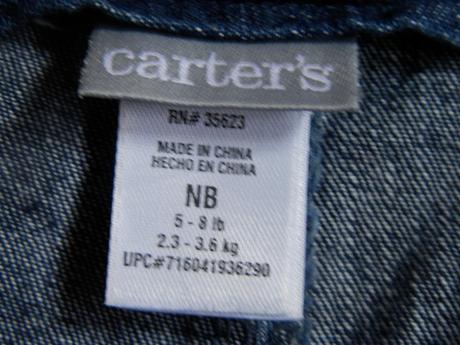 carter's
RN# 35623
MADE IN CHINA
HECHO EN CHINA
NB
5 - 8 lb
2.3 - 3.6 kg
UPC#716041936290